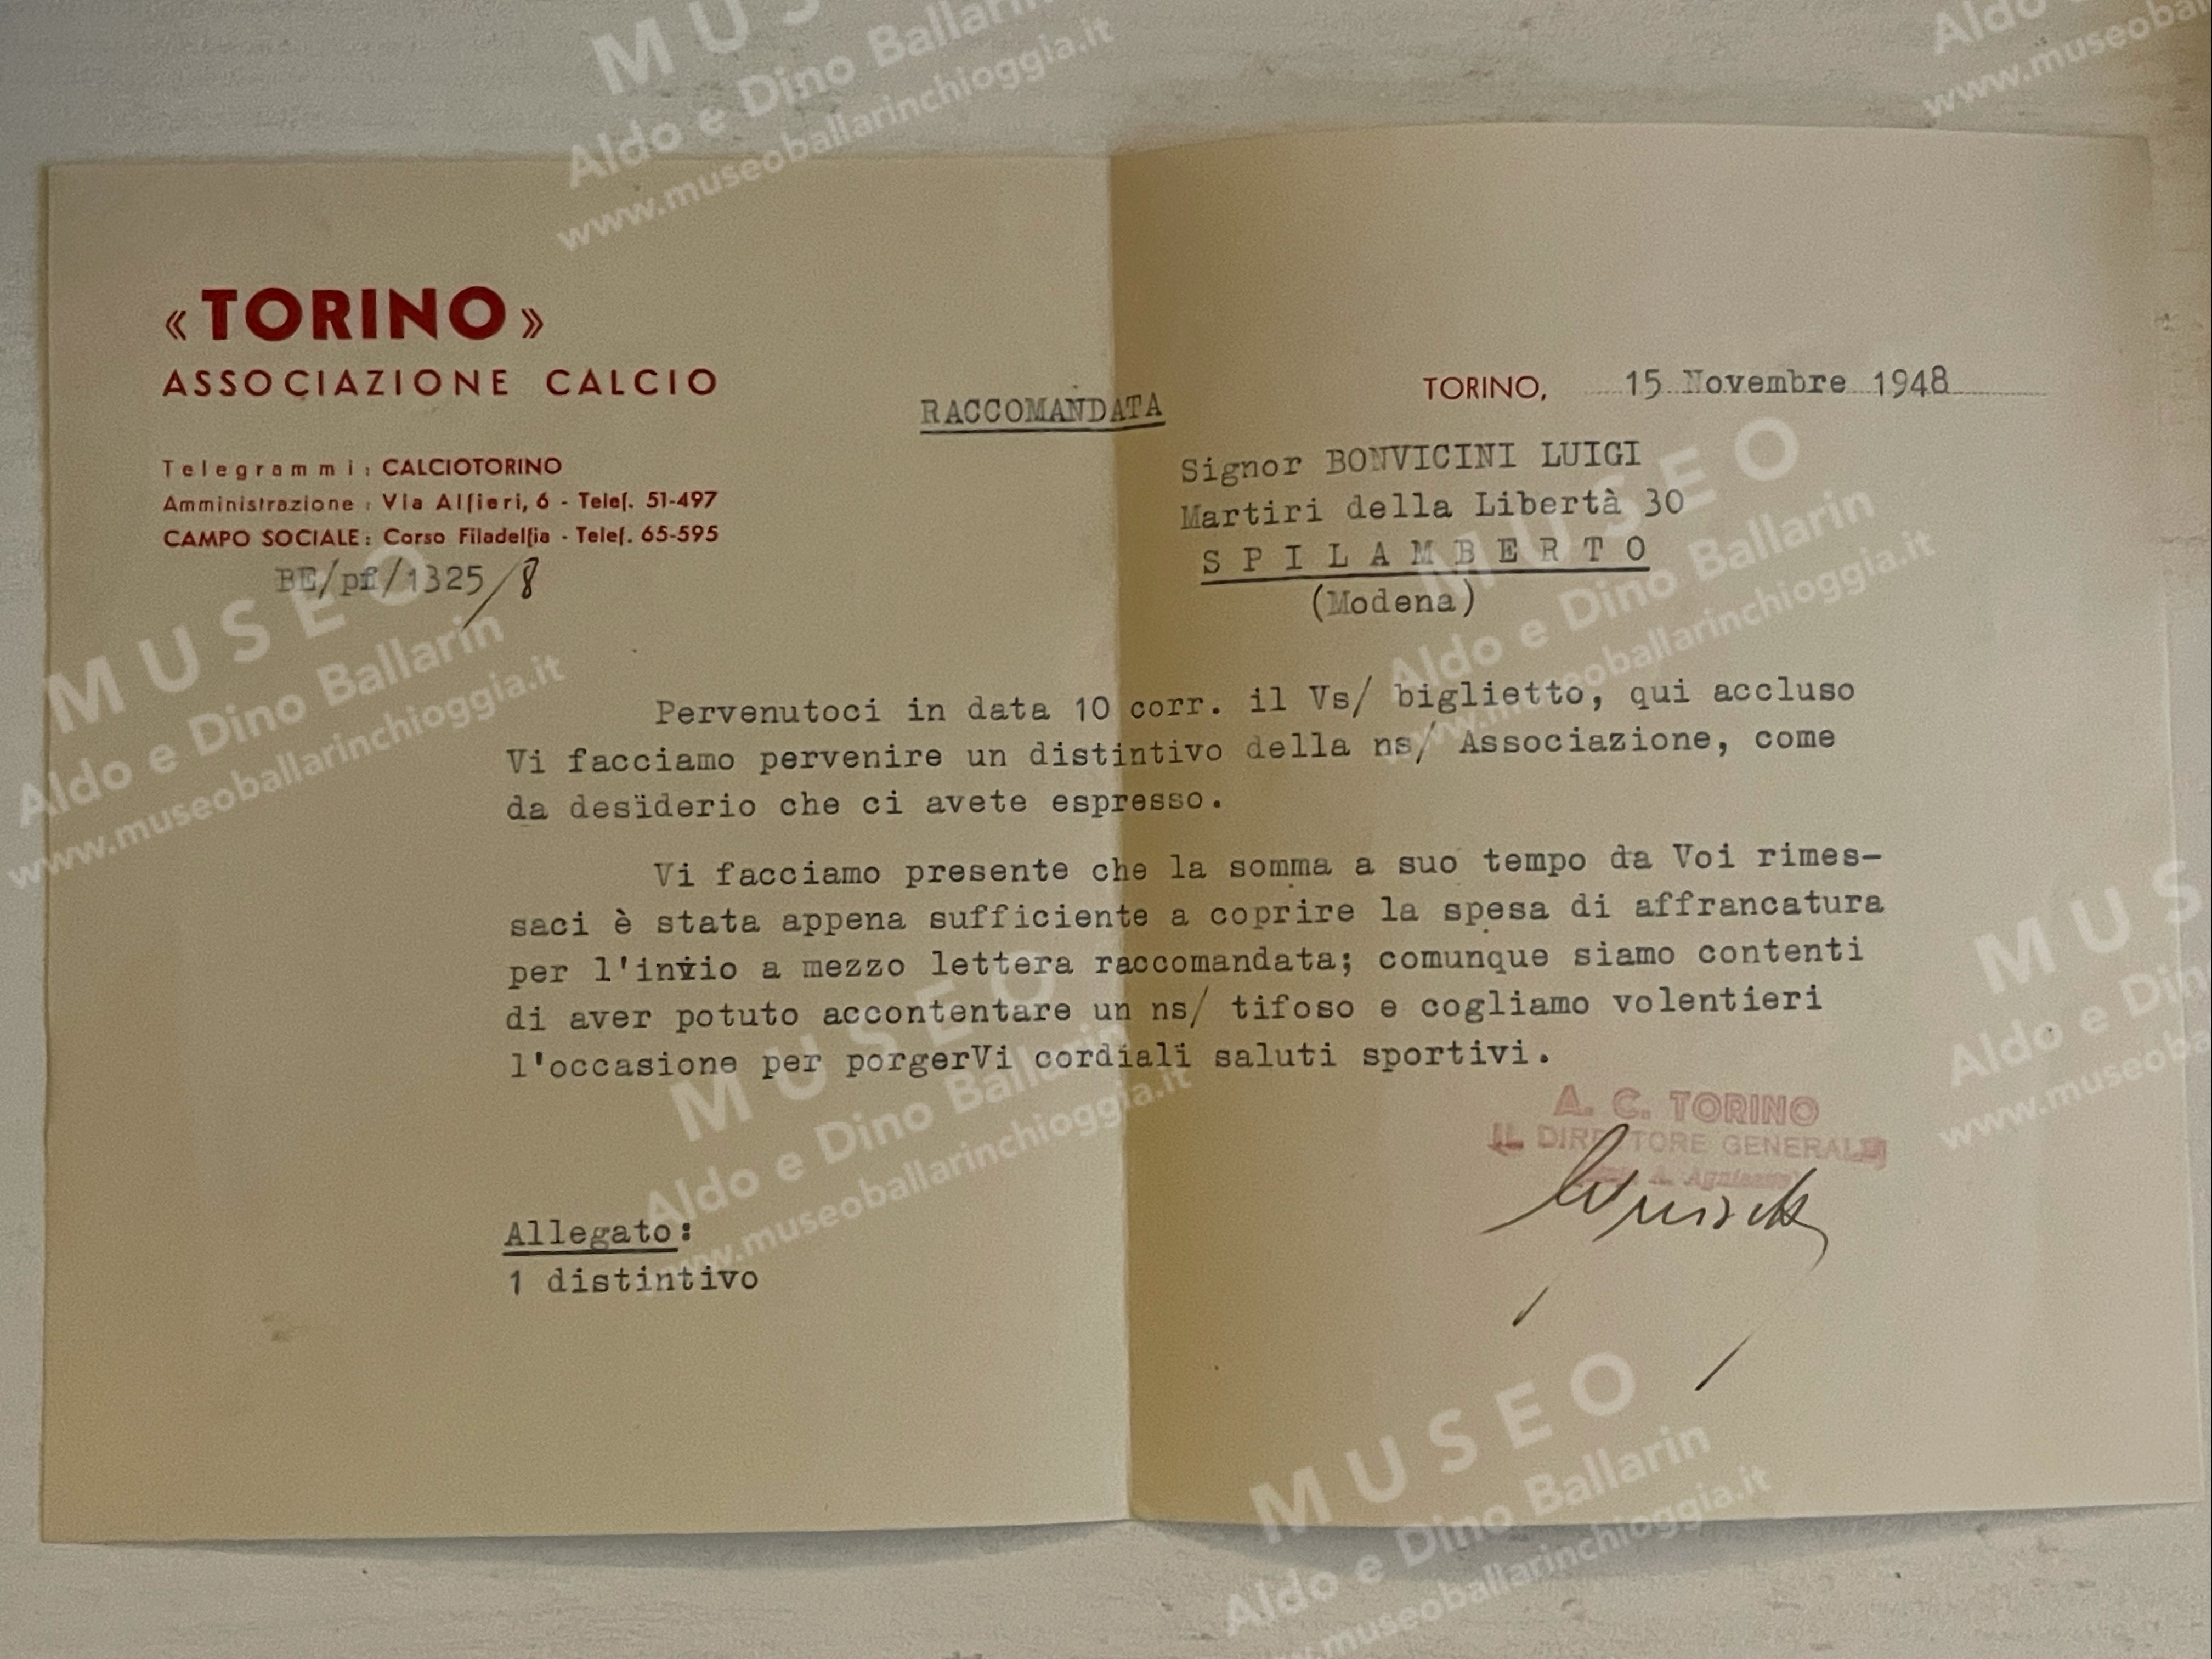 « TORINO »
ASSOCIAZIONE CALCIO
Telegrammi: CALCIOTORINO
Amministrazione: Via Alfieri, 6 - Telef. 51-497
CAMPO SOCIALE: Corso Filadelfia - Telef. 65-595
BE/pf/1325/8
RACCOMANDATA
TORINO, 15 Novembre 1948
Signor BONVICINI LUIGI
Martiri della Libertà 30
SPILAMBERTO
(Modena)
Pervenutoci in data 10 corr. il Vs/ biglietto, qui accluso
Vi facciamo pervenire un distintivo della ns/ Associazione, come
da desiderio che ci avete espresso.
Vi facciamo presente che la somma a suo tempo da Voi rimes-
saci è stata appena sufficiente a coprire la spesa di affrancatura
per l'invio a mezzo lettera raccomandata; comunque siamo contenti
di aver potuto accontentare un ns/ tifoso e cogliamo volentieri
l'occasione per porgerVi cordiali saluti sportivi.
A. C. TORINO
IL DIRETTORE GENERALE
Allegato:
1 distintivo
MUSEO
Aldo e Dino Ballarin
www.museoballarinchioggia.it